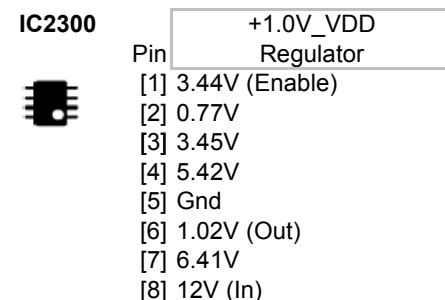 IC2300 +1.0V_VDD
Pin Regulator
[1] 3.44V (Enable)
[2] 0.77V
[3] 3.45V
[4] 5.42V
[5] Gnd
[6] 1.02V (Out)
[7] 6.41V
[8] 12V (In)